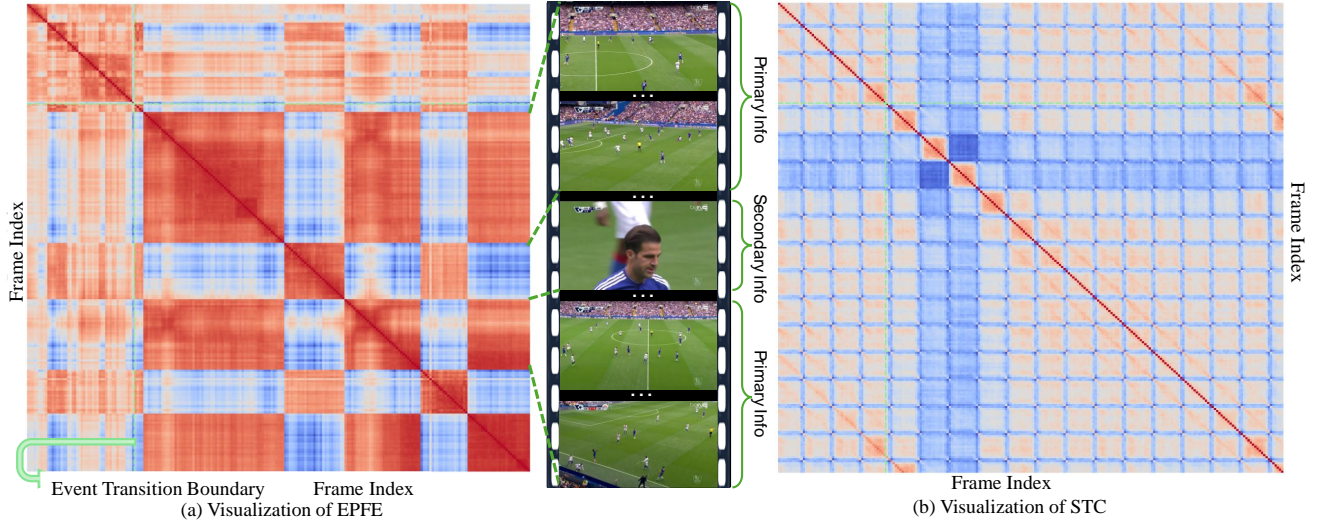 Frame Index
Event Transition Boundary
Frame Index
(a) Visualization of EPFE
Primary Info
Secondary Info
Primary Info
Frame Index
Frame Index
(b) Visualization of STC